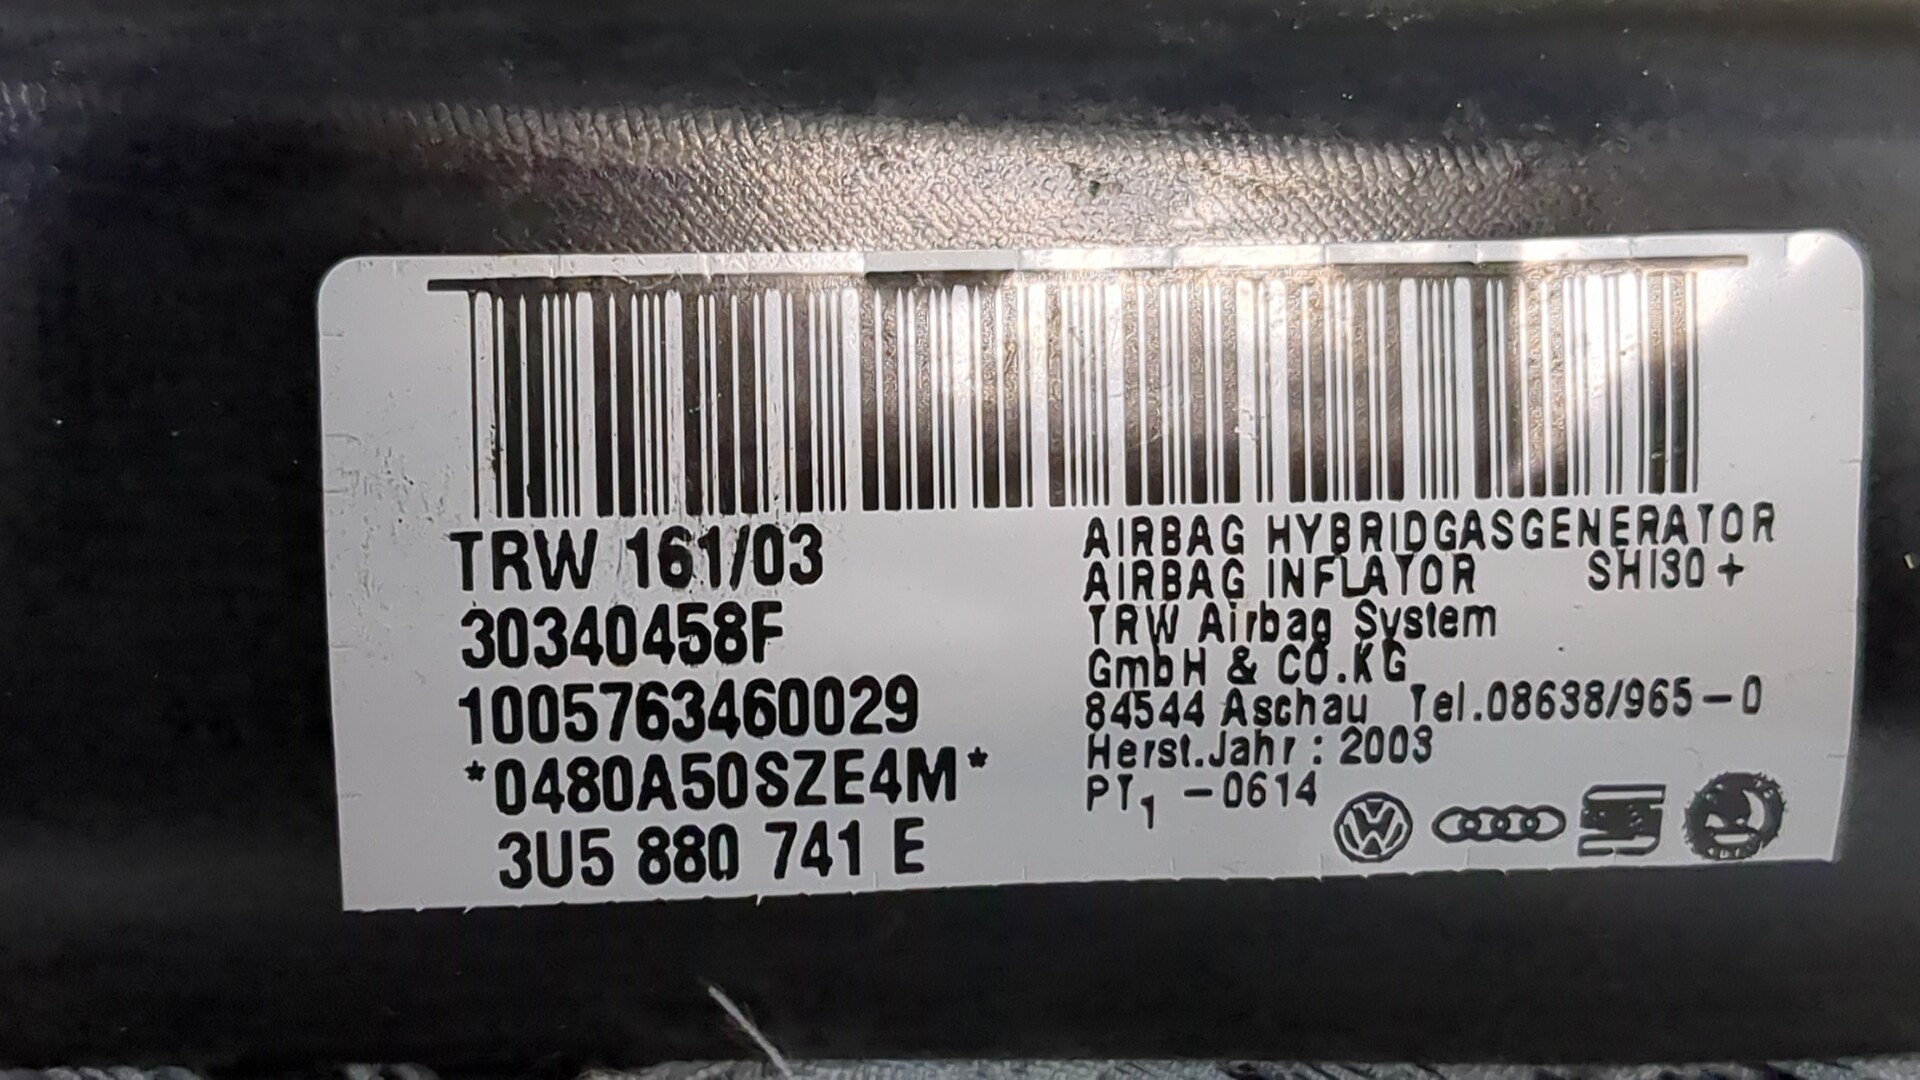 TRW 161/03
30340458F
1005763460029
*0480A50SZE4M*
3U5 880 741 E
AIRBAG HYBRIDGASGENERATOR
AIRBAG INFLATOR SHI30+
TRW Airbag System
GmbH & CO.KG
84544 Aschau Tel.08638/965-0
Herst.Jahr: 2003
PT1 -0614